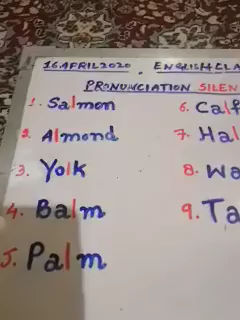 16 APRIL 2020 . ENGLISH CLA
PRONUNCIATION SILEN
1. Salmon
2. Almond
3. Yolk
4. Balm
5. Palm
6. Calf
7. Hal
8. Wa
9. Ta